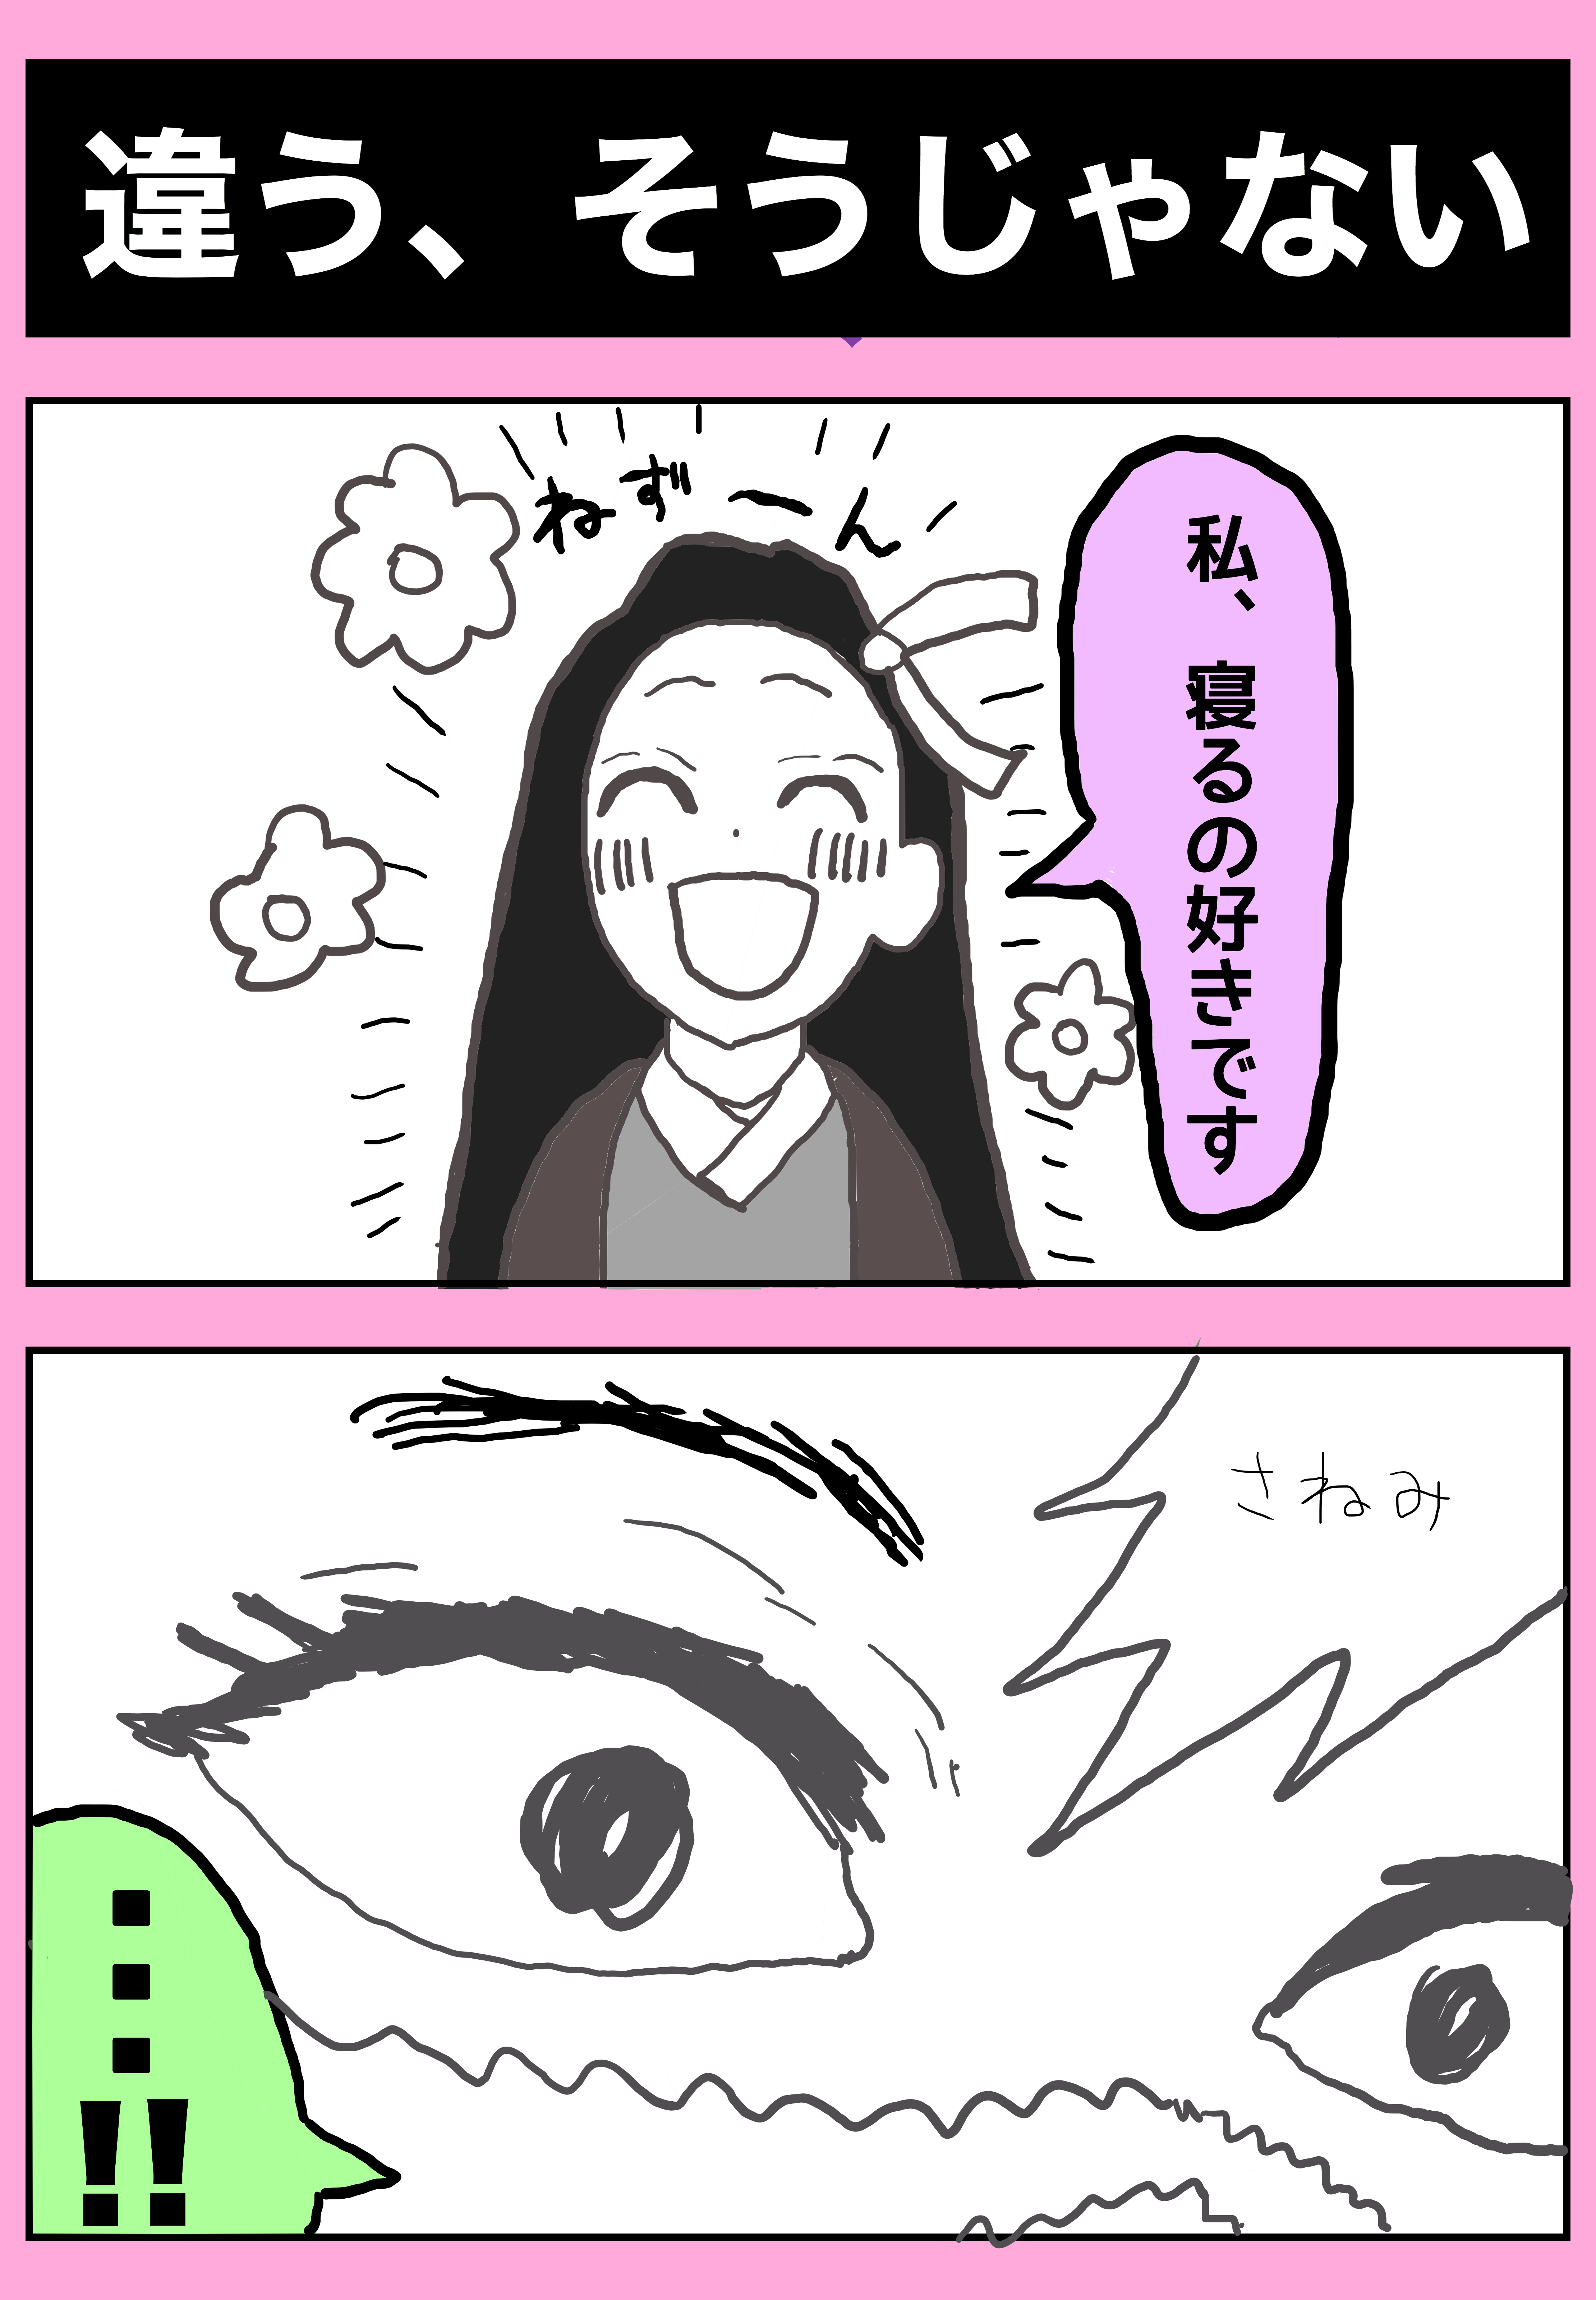 違う、そうじゃない
ねずーん
私、寝るの好きです
さねみ
・・・!!